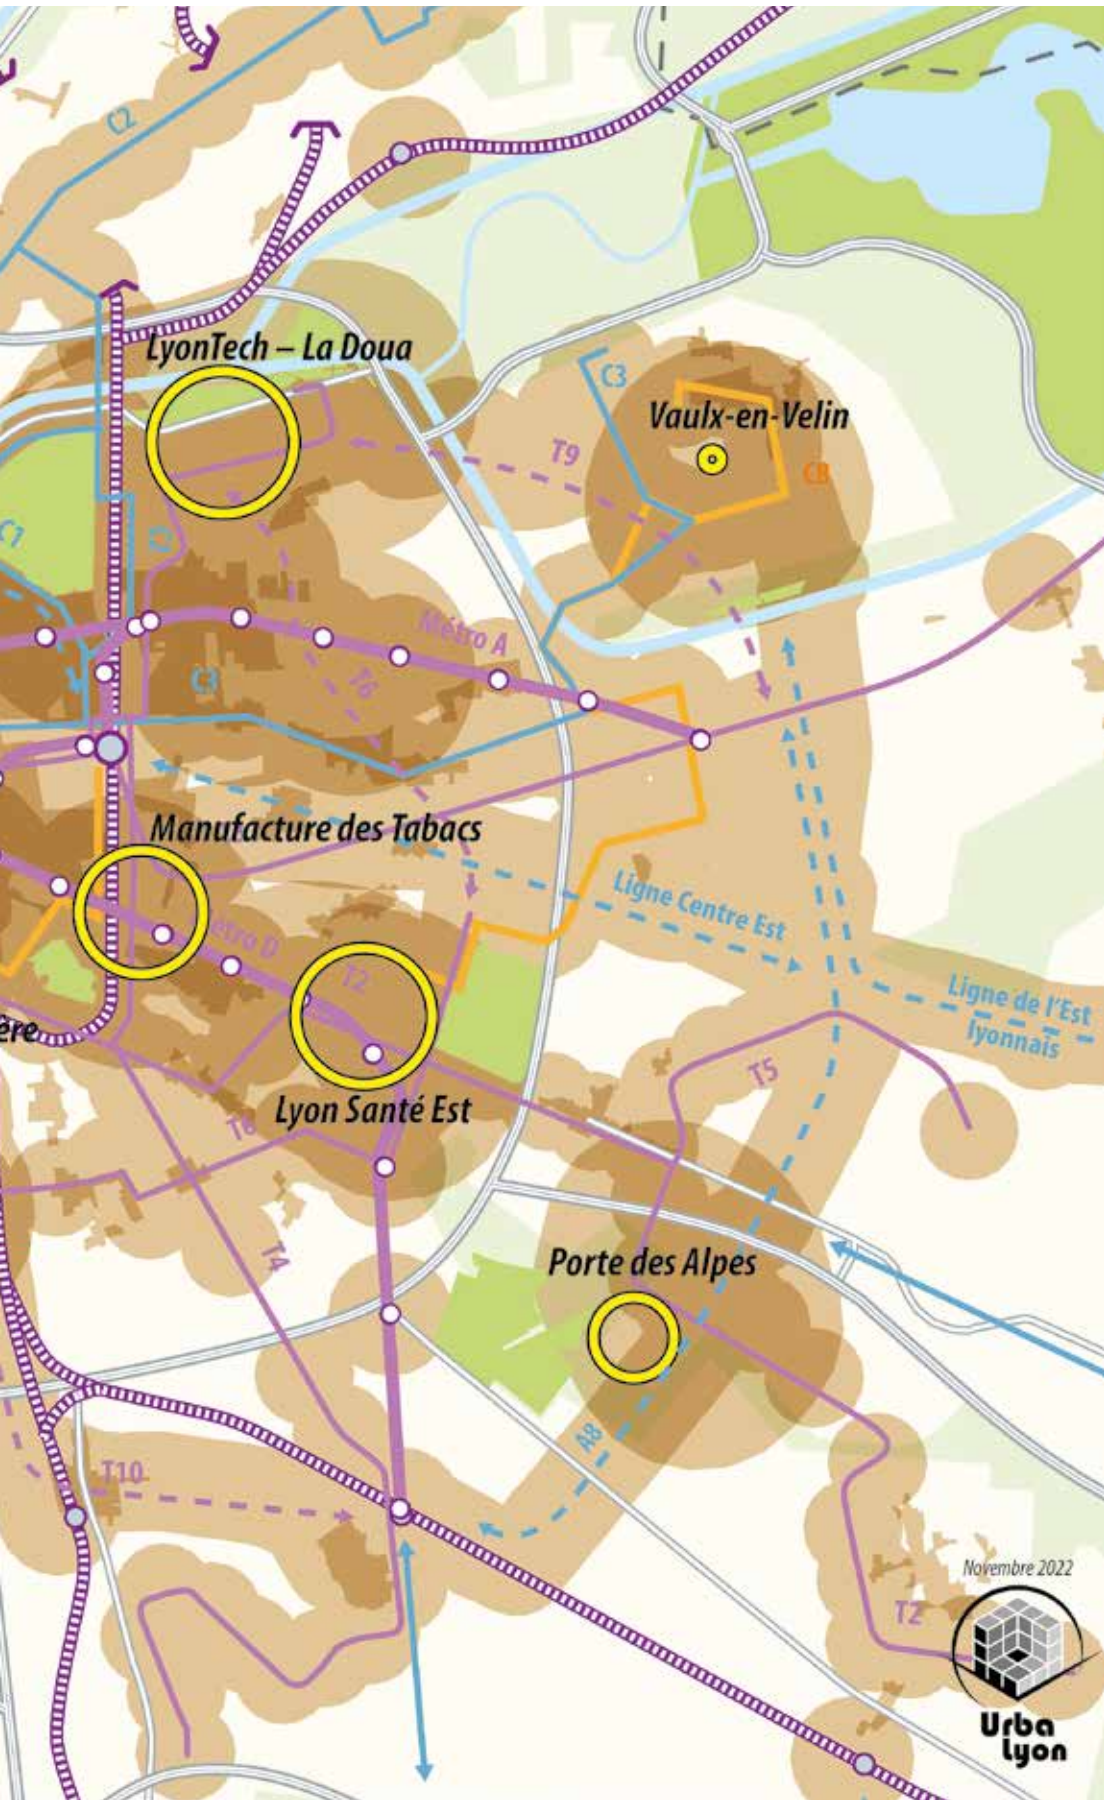 C2
LyonTech – La Doua
C3
Vaulx-en-Velin
T9
C8
C1
C2
Métro A
T6
C3
Manufacture des Tabacs
Ligne Centre Est
Métro D
T2
Ligne de l'Est
lyonnais
ère
T5
Lyon Santé Est
T6
T4
Porte des Alpes
A8
T10
Novembre 2022
T2
Urba
Lyon